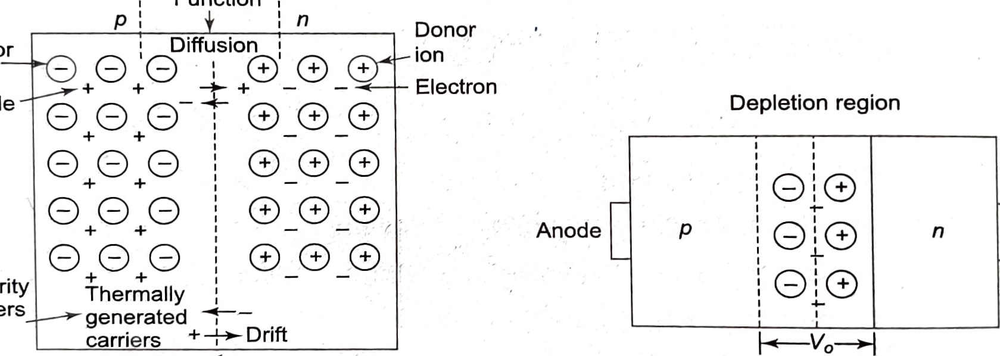 p
n
Diffusion
Donor
ion
Electron
Thermally
generated
carriers
Drift
Depletion region
Anode
p
n
Vo